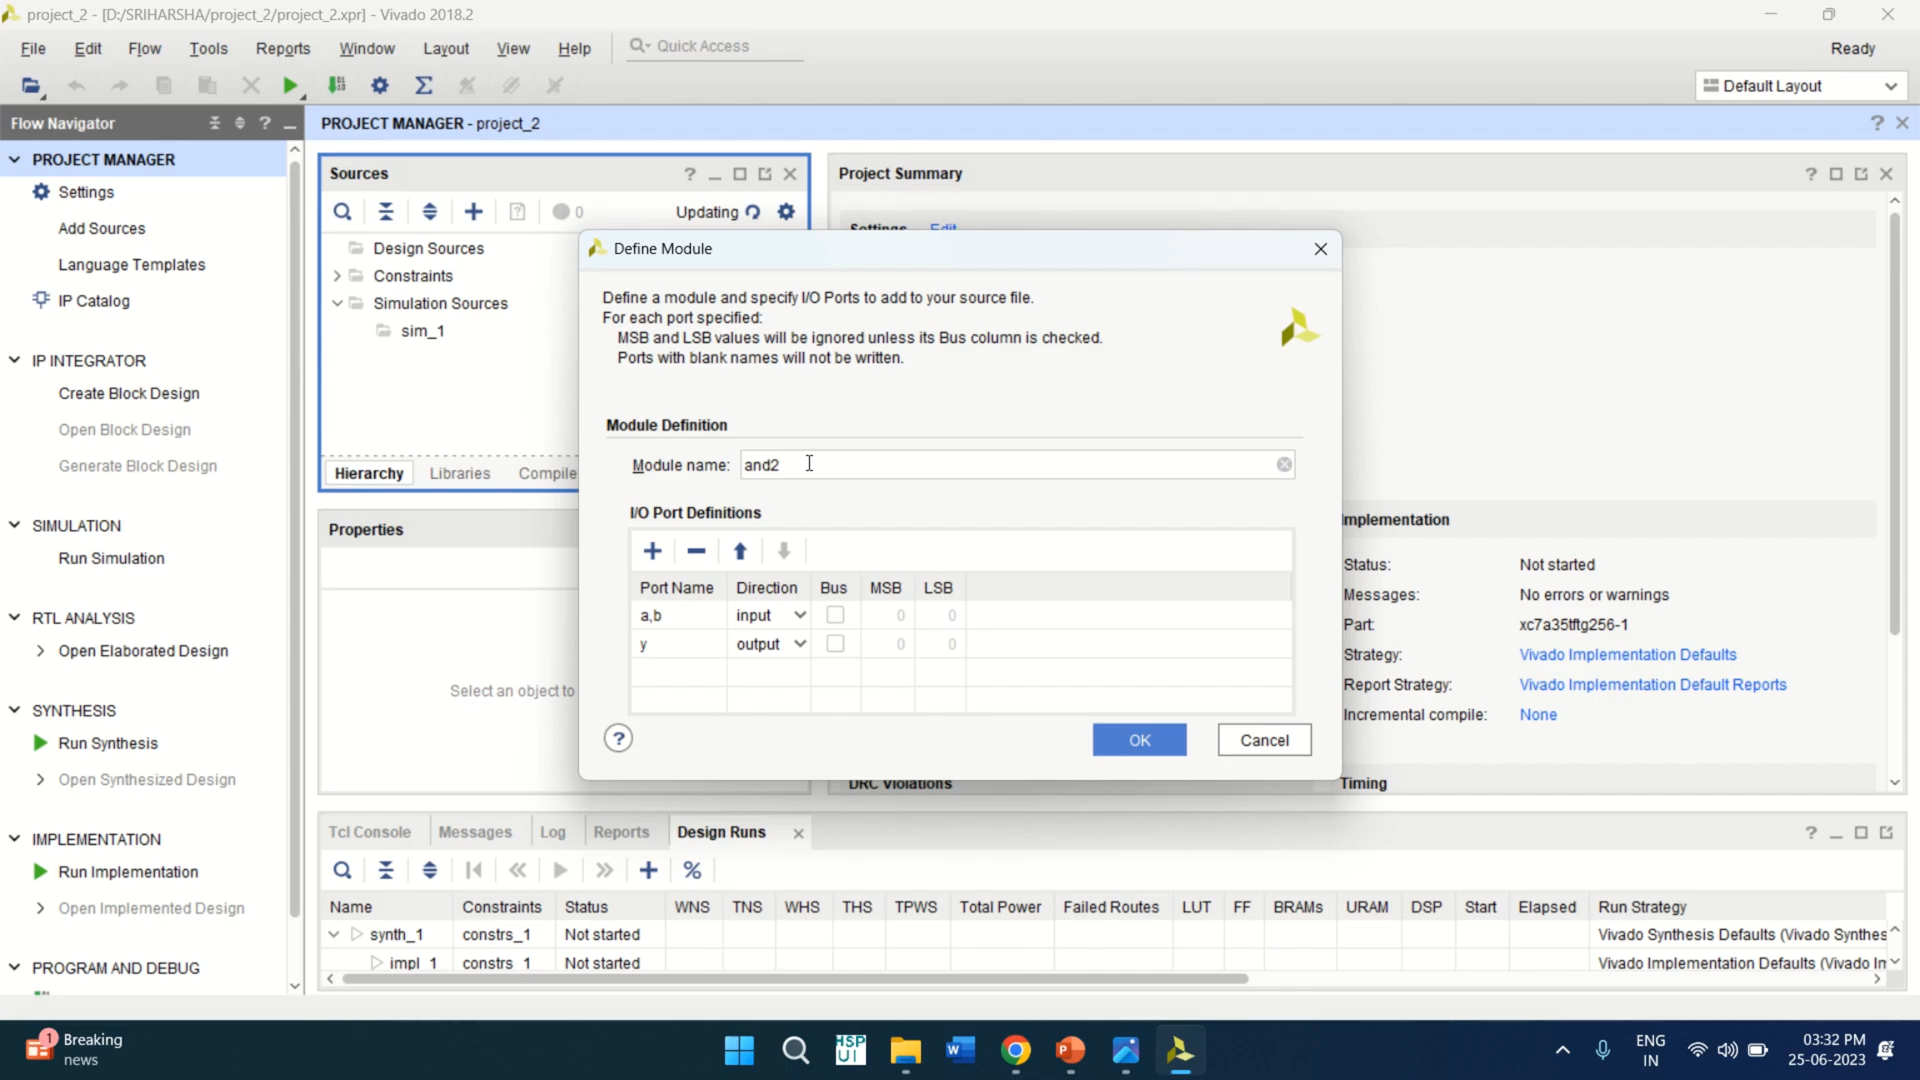 project_2 - [D:/SRIHARSHA/project_2/project_2.xpr] - Vivado 2018.2
File Edit Flow Tools Reports Window Layout View Help Quick Access Ready
Default Layout
Flow Navigator
PROJECT MANAGER
Settings
Add Sources
Language Templates
IP Catalog
IP INTEGRATOR
Create Block Design
Open Block Design
Generate Block Design
SIMULATION
Run Simulation
RTL ANALYSIS
Open Elaborated Design
SYNTHESIS
Run Synthesis
Open Synthesized Design
IMPLEMENTATION
Run Implementation
Open Implemented Design
PROGRAM AND DEBUG
PROJECT MANAGER - project_2
Sources
0 Updating
Design Sources
Constraints
Simulation Sources
sim_1
Hierarchy Libraries Compile
Properties
Select an object to
Project Summary
Settings Edit
Define Module
Define a module and specify I/O Ports to add to your source file.
For each port specified:
MSB and LSB values will be ignored unless its Bus column is checked.
Ports with blank names will not be written.
Module Definition
Module name: and2
I/O Port Definitions
Port Name Direction Bus MSB LSB
a,b input 0 0
y output 0 0
? OK Cancel
Implementation
Status: Not started
Messages: No errors or warnings
Part: xc7a35tftg256-1
Strategy: Vivado Implementation Defaults
Report Strategy: Vivado Implementation Default Reports
Incremental compile: None
DRC Violations Timing
Tcl Console Messages Log Reports Design Runs
Name Constraints Status WNS TNS WHS THS TPWS Total Power Failed Routes LUT FF BRAMs URAM DSP Start Elapsed Run Strategy
synth_1 constrs_1 Not started Vivado Synthesis Defaults (Vivado Synthes
impl_1 constrs_1 Not started Vivado Implementation Defaults (Vivado Im
1 Breaking
news
HSP
UI
ENG
IN
03:32 PM
25-06-2023